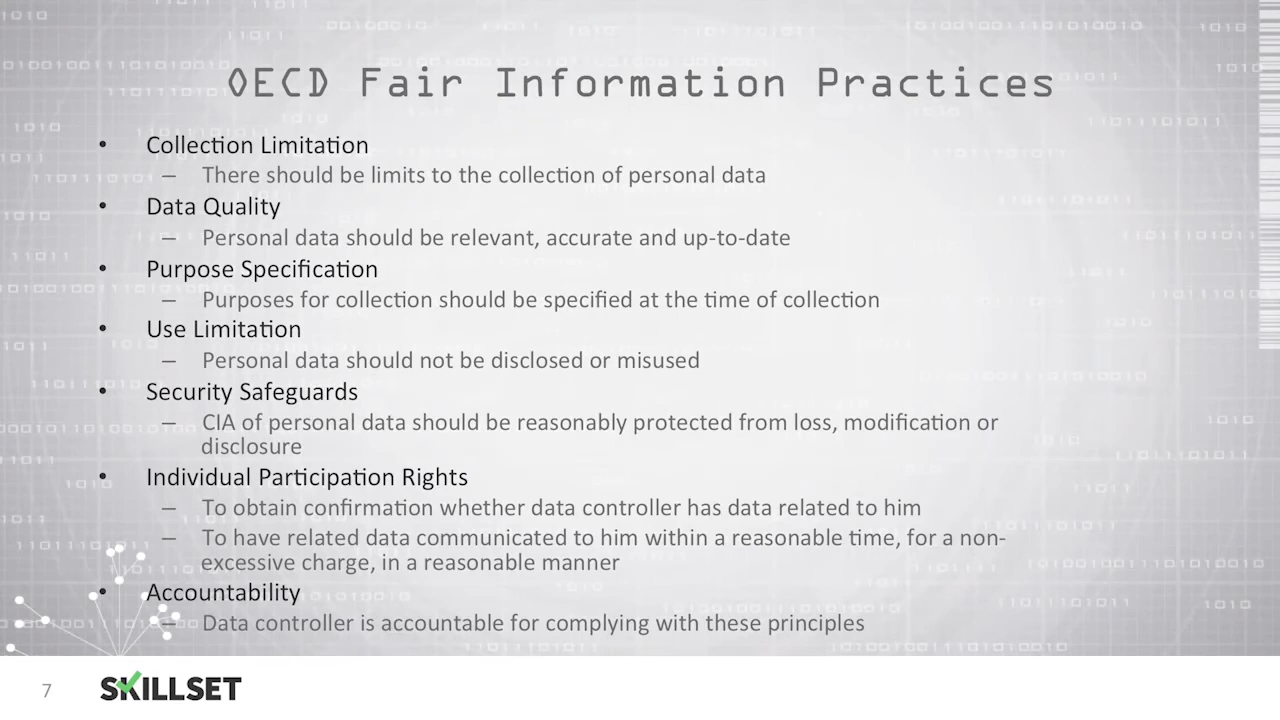 OECD Fair Information Practices
• Collection Limitation
– There should be limits to the collection of personal data
• Data Quality
– Personal data should be relevant, accurate and up-to-date
• Purpose Specification
– Purposes for collection should be specified at the time of collection
• Use Limitation
– Personal data should not be disclosed or misused
• Security Safeguards
– CIA of personal data should be reasonably protected from loss, modification or
disclosure
• Individual Participation Rights
– To obtain confirmation whether data controller has data related to him
– To have related data communicated to him within a reasonable time, for a non-
excessive charge, in a reasonable manner
• Accountability
– Data controller is accountable for complying with these principles
7
SKILLSET